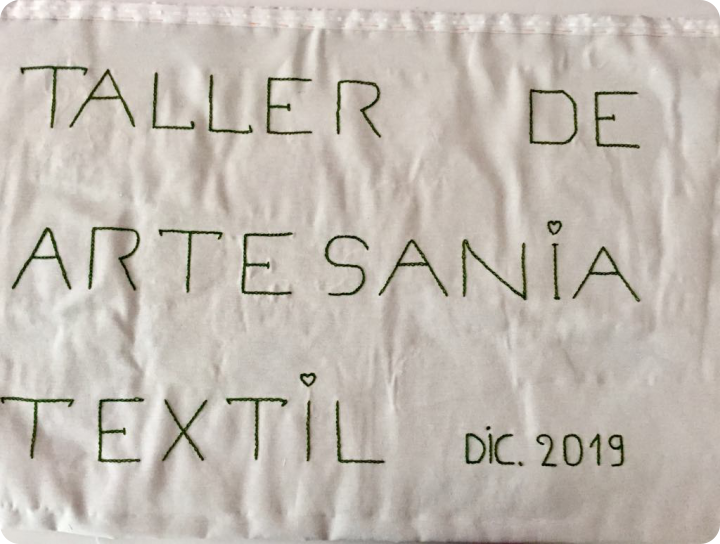 TALLER DE
ARTESANiA
TEXTiL DiC. 2019